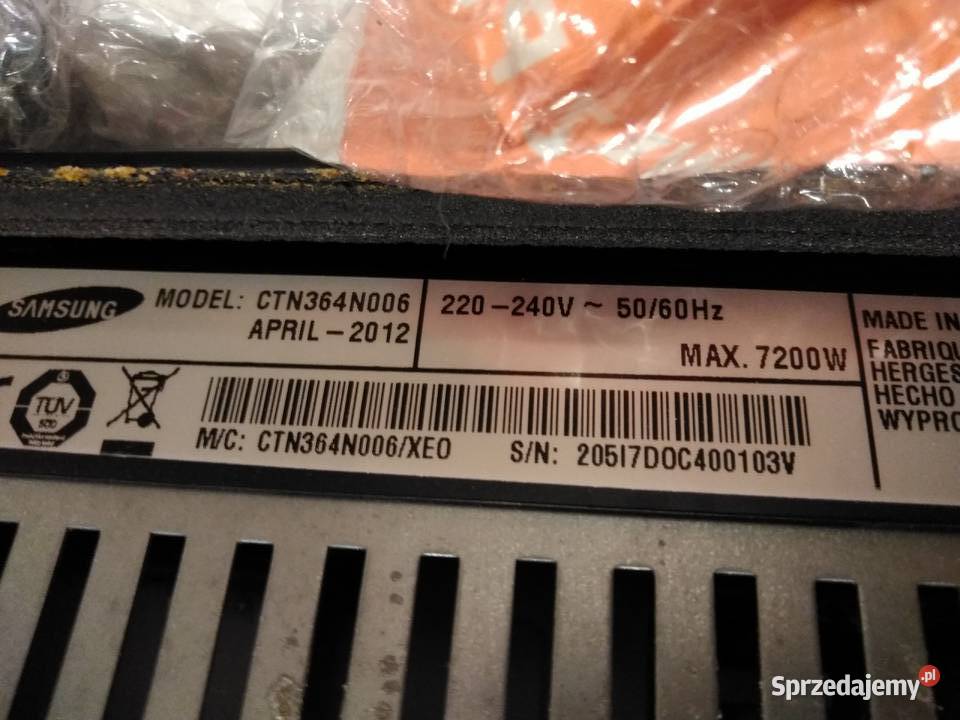 SAMSUNG
MODEL: CTN364N006
APRIL-2012
220-240V ~ 50/60Hz
MAX. 7200W
MADE IN
FABRIQU
HERGES
HECHO
WYPRO
TÜV
SÜD
M/C: CTN364N006/XEO
S/N: 205I7DOC400103V
Sprzedajemy.pl